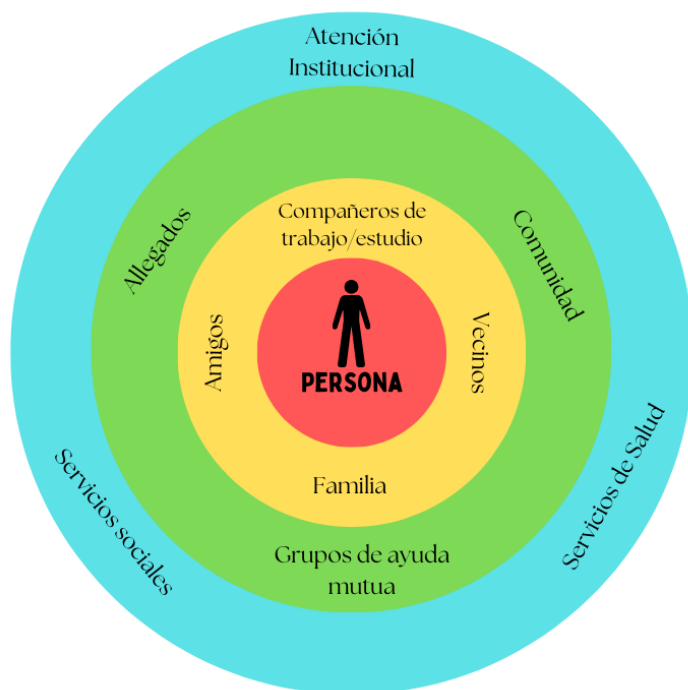 Atención
Institucional
Allegados
Comunidad
Compañeros de
trabajo/estudio
Amigos
Vecinos
PERSONA
Familia
Servicios sociales
Servicios de Salud
Grupos de ayuda
mutua